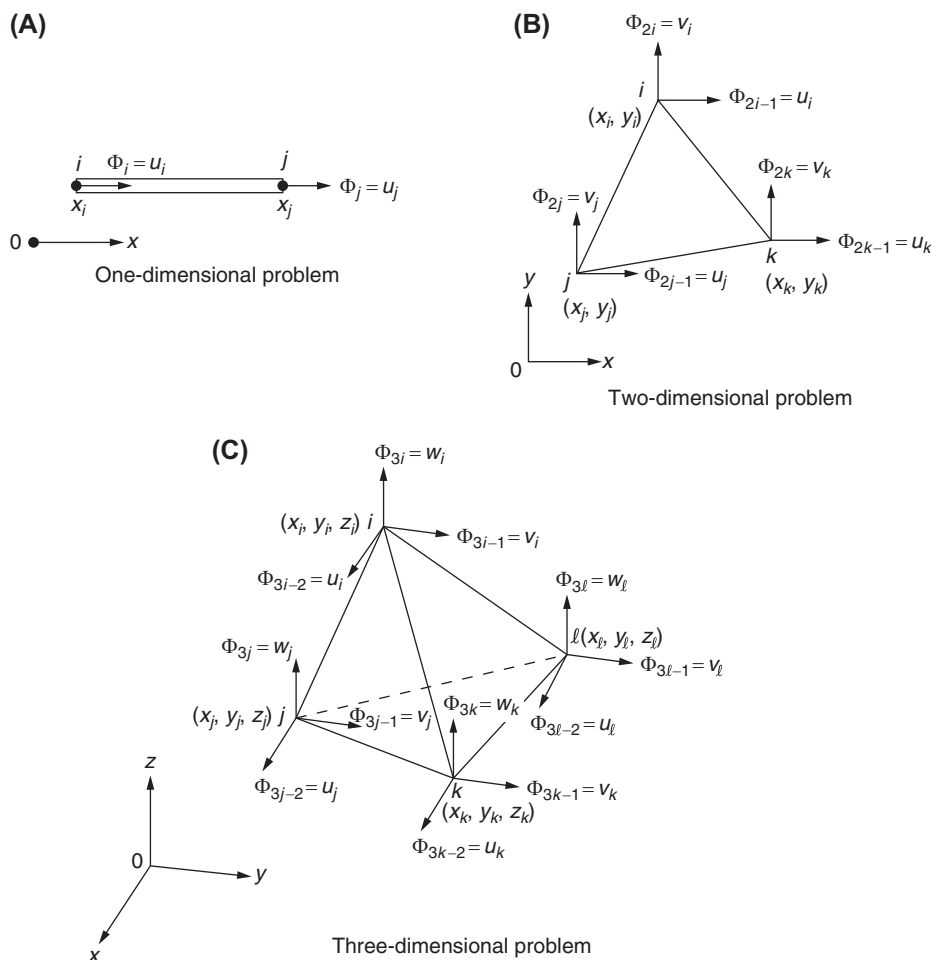 (A)
i
Φi = ui
j
Φj = uj
xi
xj
0
x
One-dimensional problem
(B)
Φ2i = vi
i
Φ2i−1 = ui
(xi, yi)
Φ2k = vk
Φ2j = vj
Φ2k−1 = uk
k
j
Φ2j−1 = uj
(xk, yk)
(xj, yj)
y
0
x
Two-dimensional problem
(C)
Φ3i = wi
(xi, yi, zi) i
Φ3i−1 = vi
Φ3i−2 = ui
Φ3ℓ = wℓ
ℓ(xℓ, yℓ, zℓ)
Φ3j = wj
Φ3ℓ−1 = vℓ
Φ3k = wk
(xj, yj, zj) j
Φ3j−1 = vj
Φ3ℓ−2 = uℓ
Φ3j−2 = uj
k
Φ3k−1 = vk
(xk, yk, zk)
Φ3k−2 = uk
z
0
y
x
Three-dimensional problem